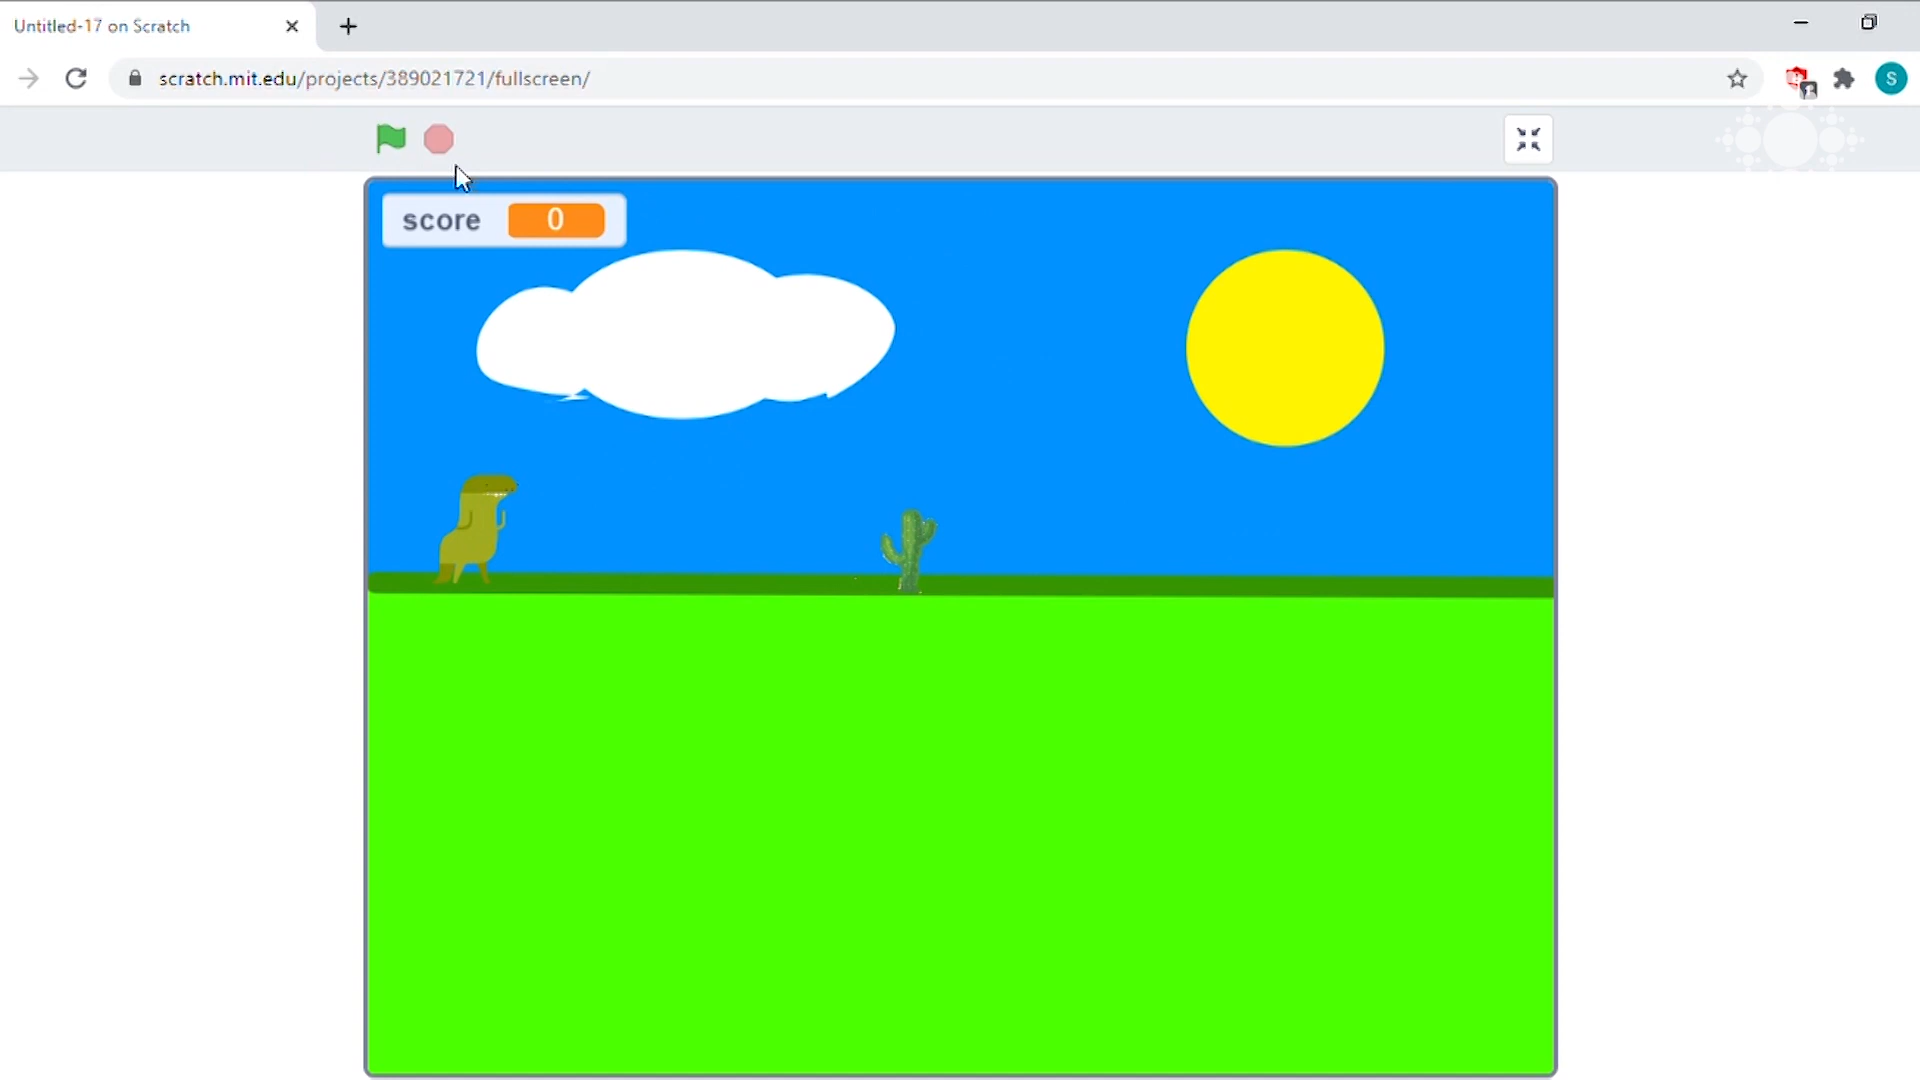 Untitled-17 on Scratch
scratch.mit.edu/projects/389021721/fullscreen/
S
score 0